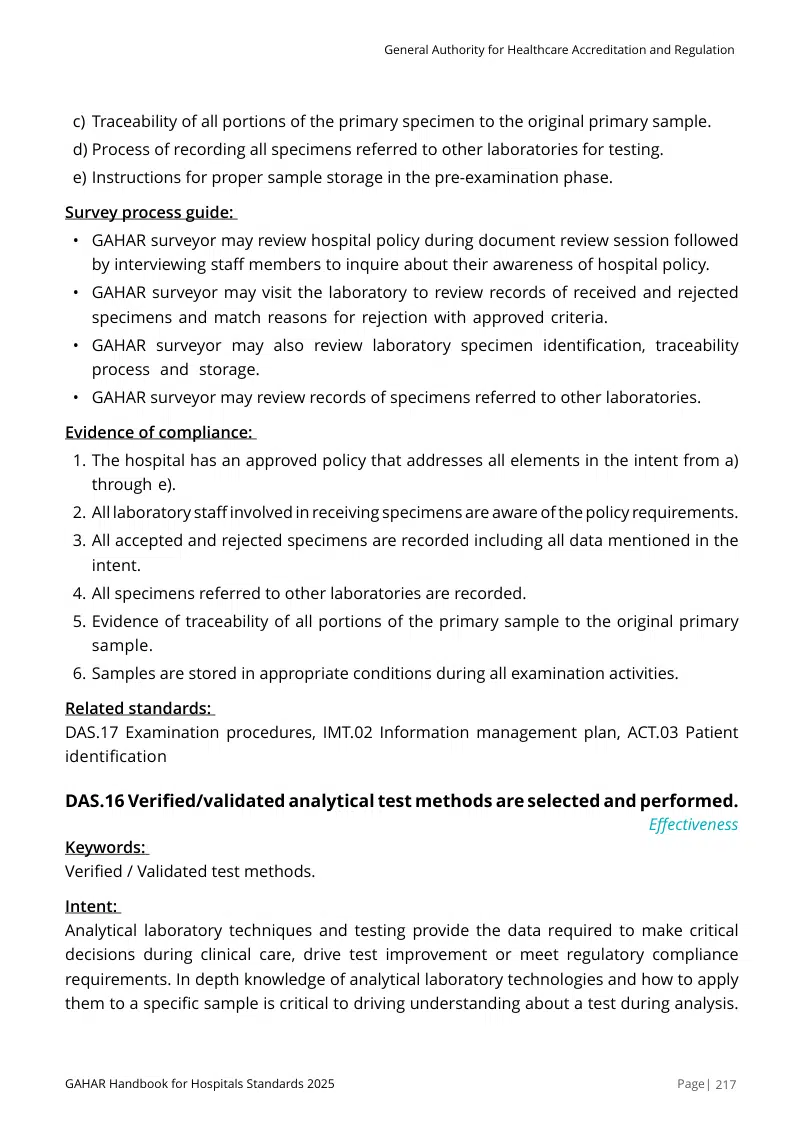 General Authority for Healthcare Accreditation and Regulation
c) Traceability of all portions of the primary specimen to the original primary sample.
d) Process of recording all specimens referred to other laboratories for testing.
e) Instructions for proper sample storage in the pre-examination phase.
Survey process guide:
• GAHAR surveyor may review hospital policy during document review session followed
by interviewing staff members to inquire about their awareness of hospital policy.
• GAHAR surveyor may visit the laboratory to review records of received and rejected
specimens and match reasons for rejection with approved criteria.
• GAHAR surveyor may also review laboratory specimen identification, traceability
process and storage.
• GAHAR surveyor may review records of specimens referred to other laboratories.
Evidence of compliance:
1. The hospital has an approved policy that addresses all elements in the intent from a)
through e).
2. All laboratory staff involved in receiving specimens are aware of the policy requirements.
3. All accepted and rejected specimens are recorded including all data mentioned in the
intent.
4. All specimens referred to other laboratories are recorded.
5. Evidence of traceability of all portions of the primary sample to the original primary
sample.
6. Samples are stored in appropriate conditions during all examination activities.
Related standards:
DAS.17 Examination procedures, IMT.02 Information management plan, ACT.03 Patient
identification
DAS.16 Verified/validated analytical test methods are selected and performed.
Effectiveness
Keywords:
Verified / Validated test methods.
Intent:
Analytical laboratory techniques and testing provide the data required to make critical
decisions during clinical care, drive test improvement or meet regulatory compliance
requirements. In depth knowledge of analytical laboratory technologies and how to apply
them to a specific sample is critical to driving understanding about a test during analysis.
GAHAR Handbook for Hospitals Standards 2025
Page| 217